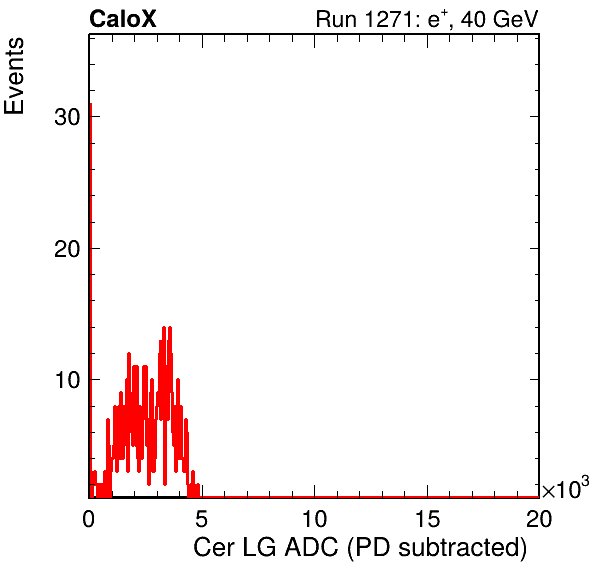 CaloX Run 1271: e⁺, 40 GeV
Events
30
20
10
0 5 10 15 20
×10³
Cer LG ADC (PD subtracted)